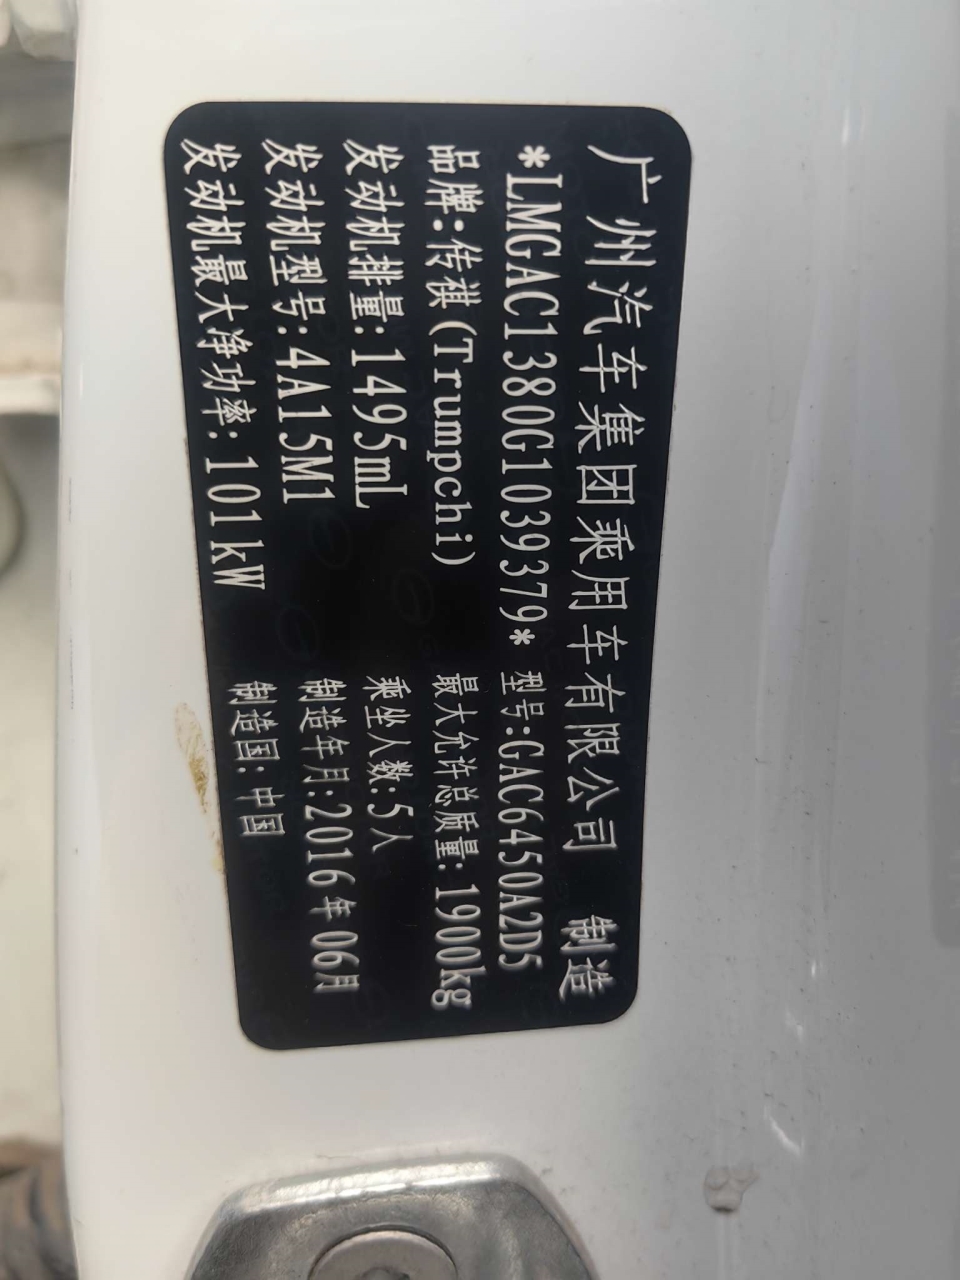 广州汽车集团乘用车有限公司 制造
*LMGAC1380G1039379* 型号:GAC6450A2D5
品牌:传祺(Trumpchi) 最大允许总质量:1900kg
发动机排量:1495mL 乘坐人数:5人
发动机型号:4A15M1 制造年月:2016年06月
发动机最大净功率:101kW 制造国:中国